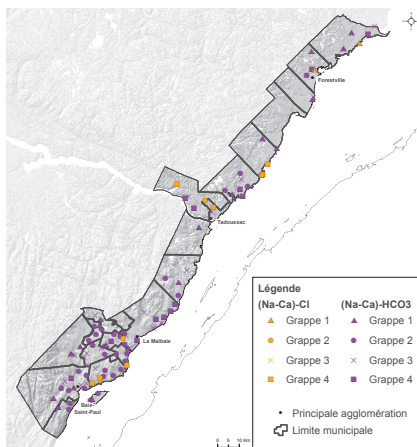 Forestville
Tadoussac
La Malbaie
Baie-
Saint-Paul
Légende
(Na-Ca)-Cl (Na-Ca)-HCO3
Grappe 1 Grappe 1
Grappe 2 Grappe 2
Grappe 3 Grappe 3
Grappe 4 Grappe 4
Principale agglomération
Limite municipale
0 5 10 km